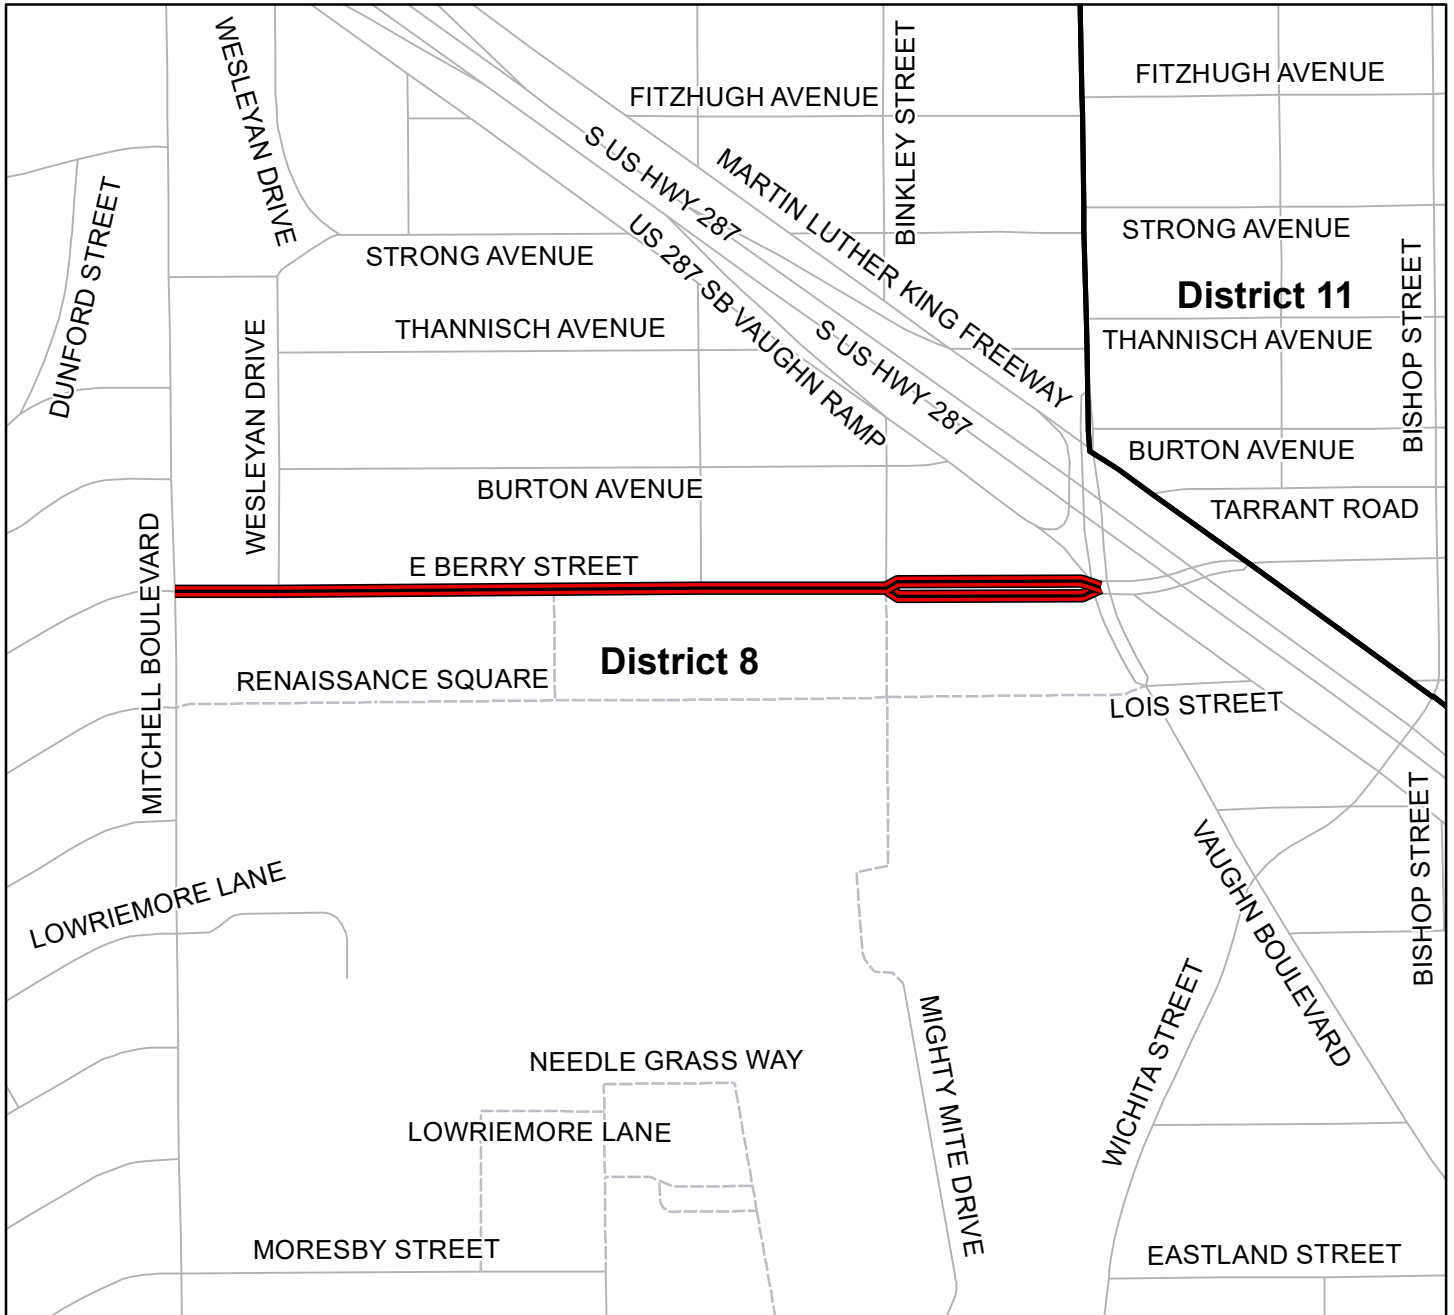 WESLEYAN DRIVE
BINKLEY STREET
FITZHUGH AVENUE
FITZHUGH AVENUE
S US HWY 287
MARTIN LUTHER KING FREEWAY
DUNFORD STREET
STRONG AVENUE
STRONG AVENUE
US 287 SB VAUGHN RAMP
District 11
BISHOP STREET
THANNISCH AVENUE
THANNISCH AVENUE
S US HWY 287
WESLEYAN DRIVE
BURTON AVENUE
BURTON AVENUE
TARRANT ROAD
MITCHELL BOULEVARD
E BERRY STREET
District 8
RENAISSANCE SQUARE
LOIS STREET
BISHOP STREET
VAUGHN BOULEVARD
LOWRIEMORE LANE
WICHITA STREET
MIGHTY MITE DRIVE
NEEDLE GRASS WAY
LOWRIEMORE LANE
MORESBY STREET
EASTLAND STREET